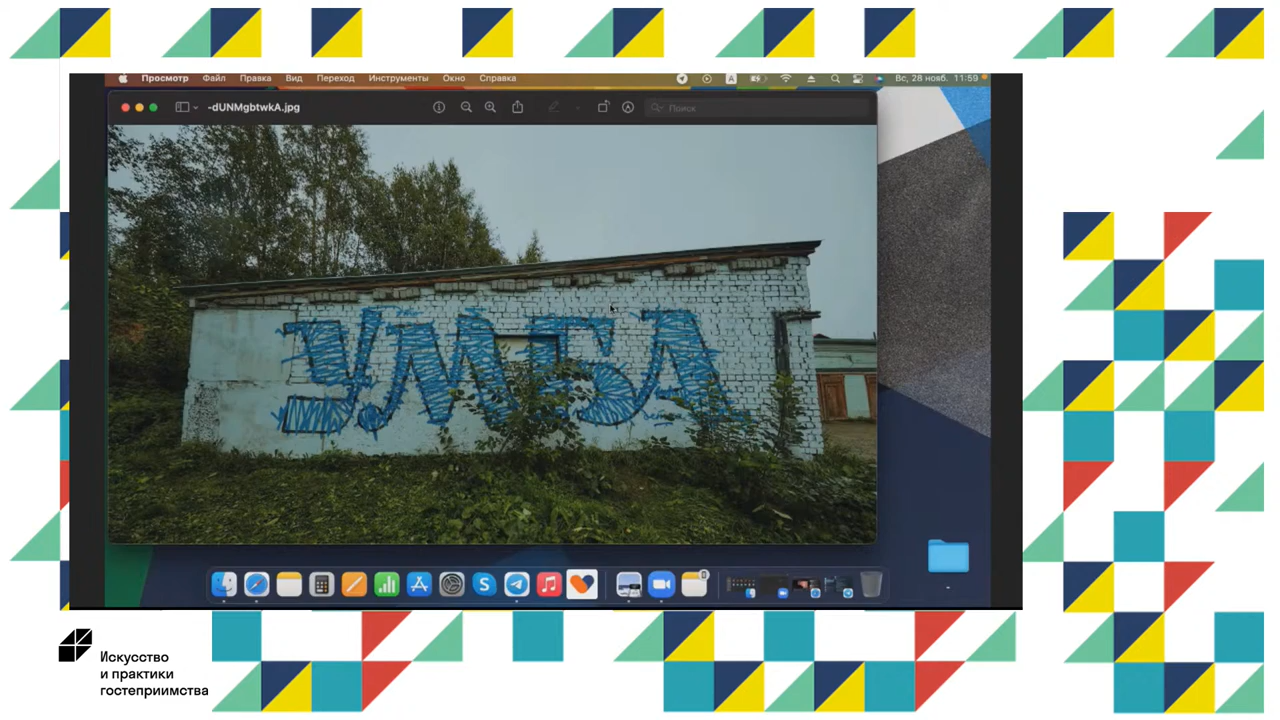 Просмотр Файл Правка Вид Переход Инструменты Окно Справка A Вс, 28 нояб. 11:59
-dUNMgbtwkA.jpg Поиск
УМБА
Искусство
и практики
гостеприимства